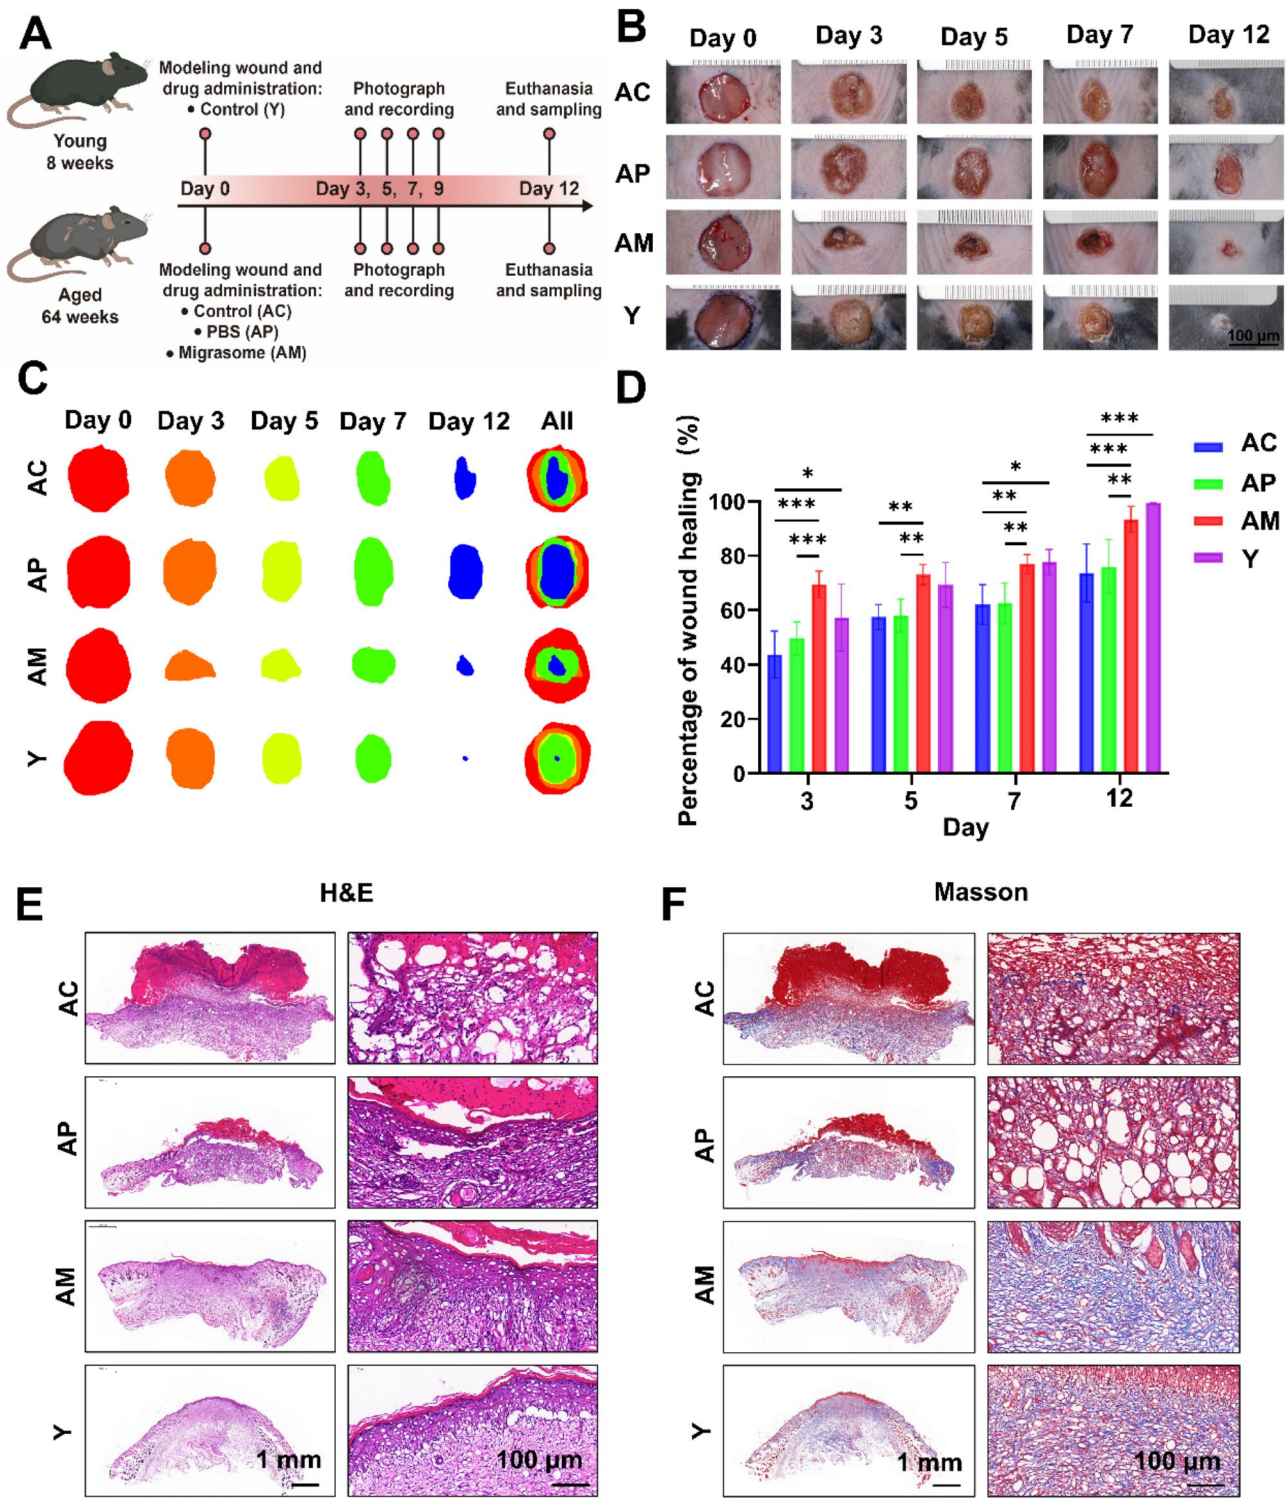 A
Modeling wound and
drug administration:
• Control (Y)
Photograph
and recording
Euthanasia
and sampling
Young
8 weeks
Day 0
Day 3, 5, 7, 9
Day 12
Aged
64 weeks
Modeling wound and
drug administration:
• Control (AC)
• PBS (AP)
• Migrasome (AM)
Photograph
and recording
Euthanasia
and sampling
B
Day 0 Day 3 Day 5 Day 7 Day 12
AC
AP
AM
Y
100 µm
C
Day 0 Day 3 Day 5 Day 7 Day 12 All
AC
AP
AM
Y
D
Percentage of wound healing (%)
100
80
60
40
20
0
* *** ***
** **
* ** **
*** *** **
3 5 7 12
Day
AC
AP
AM
Y
E
H&E
AC
AP
AM
Y
1 mm
100 µm
F
Masson
AC
AP
AM
Y
1 mm
100 µm